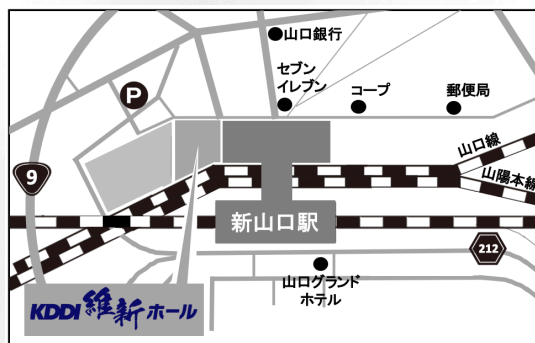 山口銀行
セブン
イレブン
コープ
郵便局
P
山口線
9
山陽本線
新山口駅
212
山口グランド
ホテル
KDDI 維新ホール